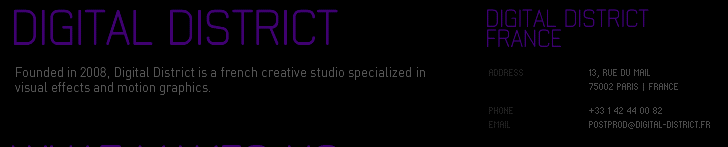 DIGITAL DISTRICT
Founded in 2008, Digital District is a french creative studio specialized in
visual effects and motion graphics.
DIGITAL DISTRICT
FRANCE
ADDRESS 13, RUE DU MAIL
75002 PARIS | FRANCE
PHONE +33 1 42 44 00 82
EMAIL POSTPROD@DIGITAL-DISTRICT.FR